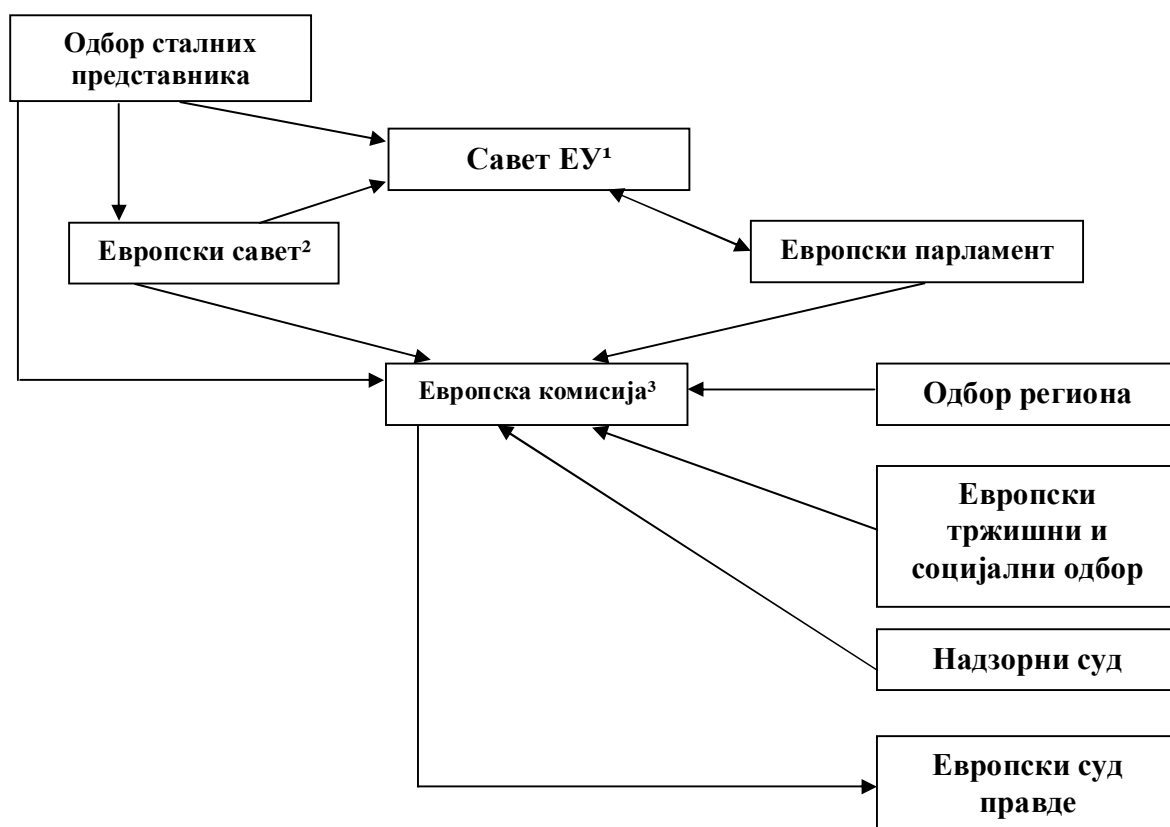 Одбор сталних
представника
Савет ЕУ¹
Европски савет²
Европски парламент
Европска комисија³
Одбор региона
Европски
тржишни и
социјални одбор
Надзорни суд
Европски суд
правде